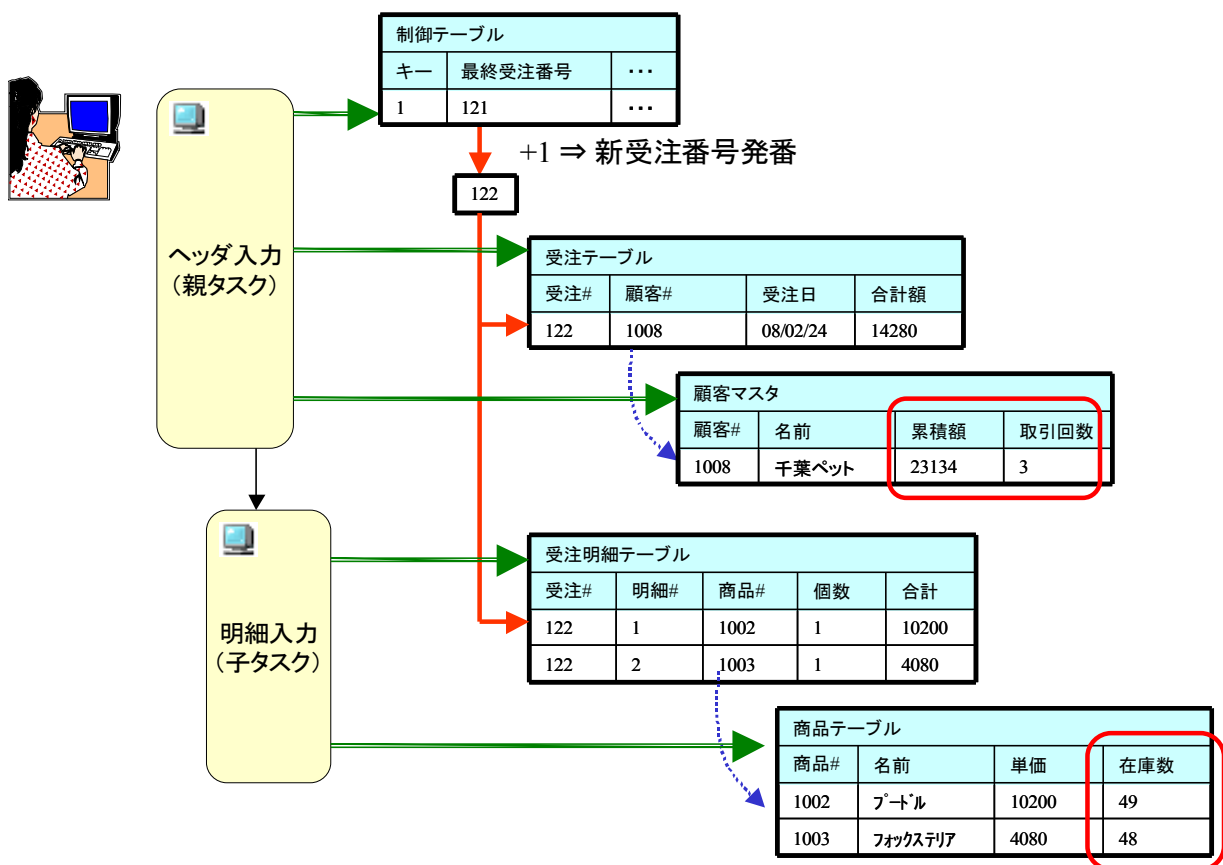 制御テーブル
キー 最終受注番号 ･･･
1 121 ･･･
+1 ⇒ 新受注番号発番
122
ヘッダ入力
（親タスク）
受注テーブル
受注# 顧客# 受注日 合計額
122 1008 08/02/24 14280
顧客マスタ
顧客# 名前 累積額 取引回数
1008 千葉ペット 23134 3
明細入力
（子タスク）
受注明細テーブル
受注# 明細# 商品# 個数 合計
122 1 1002 1 10200
122 2 1003 1 4080
商品テーブル
商品# 名前 単価 在庫数
1002 ﾌﾟｰﾄﾞﾙ 10200 49
1003 ﾌｫｯｸｽﾃﾘｱ 4080 48